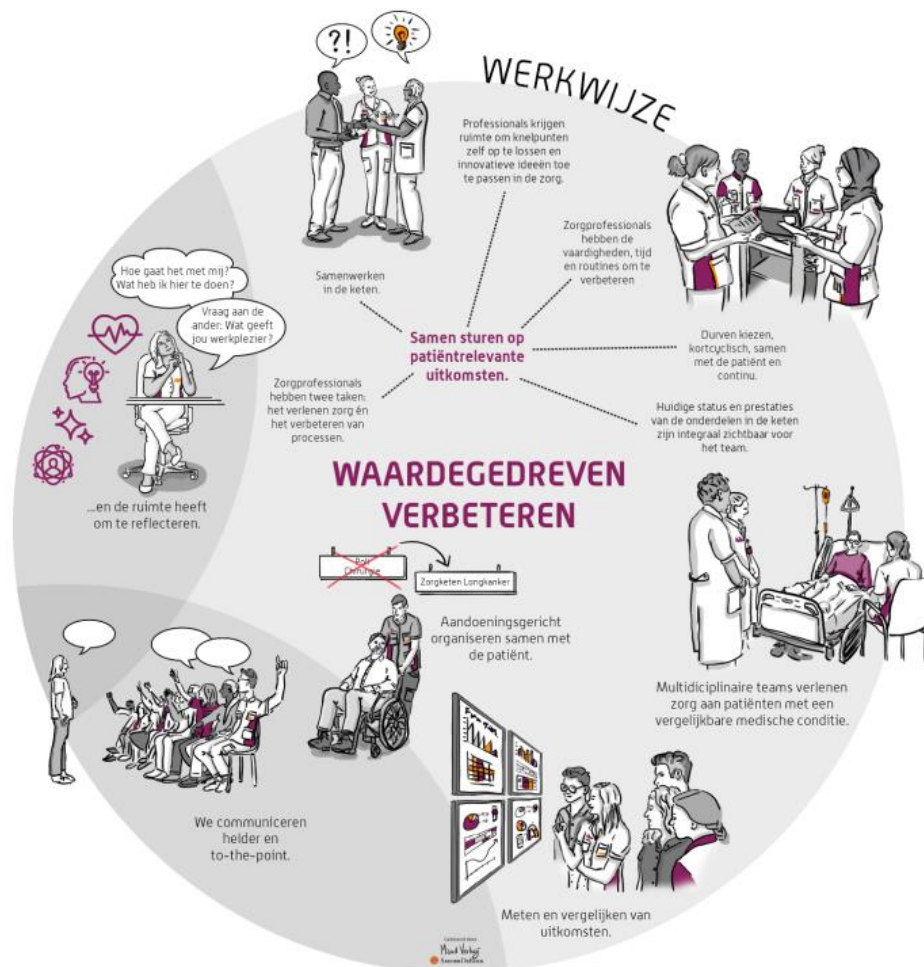 ?!
WERKWIJZE
Professionals krijgen
ruimte om knelpunten
zelf op te lossen en
innovatieve ideeën toe
te passen in de zorg.
Zorgprofessionals
hebben de
vaardigheden, tijd
en routines om te
verbeteren
Samenwerken
in de keten.
Hoe gaat het met mij?
Wat heb ik hier te doen?
Vraag aan de
ander: Wat geeft
jou werkplezier?
Samen sturen op
patiëntrelevante
uitkomsten.
Durven kiezen,
kortcyclisch, samen
met de patiënt en
continu.
Zorgprofessionals
hebben twee taken:
het verlenen zorg én
het verbeteren van
processen.
Huidige status en prestaties
van de onderdelen in de keten
zijn integraal zichtbaar voor
het team.
...en de ruimte heeft
om te reflecteren.
WAARDEGEDREVEN
VERBETEREN
Poli
Chirurgie
Zorgketen Longkanker
Aandoeningsgericht
organiseren samen met
de patiënt.
Multidiciplinaire teams verlenen
zorg aan patiënten met een
vergelijkbare medische conditie.
We communiceren
helder en
to-the-point.
Meten en vergelijken van
uitkomsten.